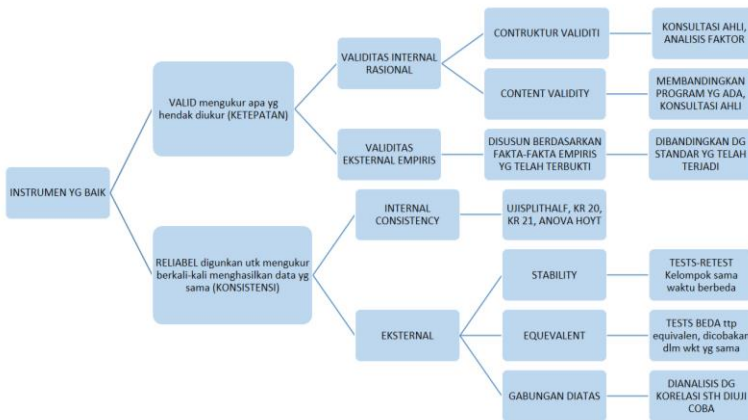 INSTRUMEN YG BAIK
VALID mengukur apa yg
hendak diukur (KETEPATAN)
VALIDITAS INTERNAL
RASIONAL
CONTRUKTUR VALIDITI
KONSULTASI AHLI,
ANALISIS FAKTOR
CONTENT VALIDITY
MEMBANDINGKAN
PROGRAM YG ADA,
KONSULTASI AHLI
VALIDITAS
EKSTERNAL EMPIRIS
DISUSUN BERDASARKAN
FAKTA-FAKTA EMPIRIS
YG TELAH TERBUKTI
DIBANDINGKAN DG
STANDAR YG TELAH
TERJADI
RELIABEL digunkan utk mengukur
berkali-kali menghasilkan data yg
sama (KONSISTENSI)
INTERNAL
CONSISTENCY
UJISPLITHALF, KR 20,
KR 21, ANOVA HOYT
EKSTERNAL
STABILITY
TESTS-RETEST
Kelompok sama
waktu berbeda
EQUEVALENT
TESTS BEDA ttp
equivalen, dicobakan
dlm wkt yg sama
GABUNGAN DIATAS
DIANALISIS DG
KORELASI STH DIUJI
COBA